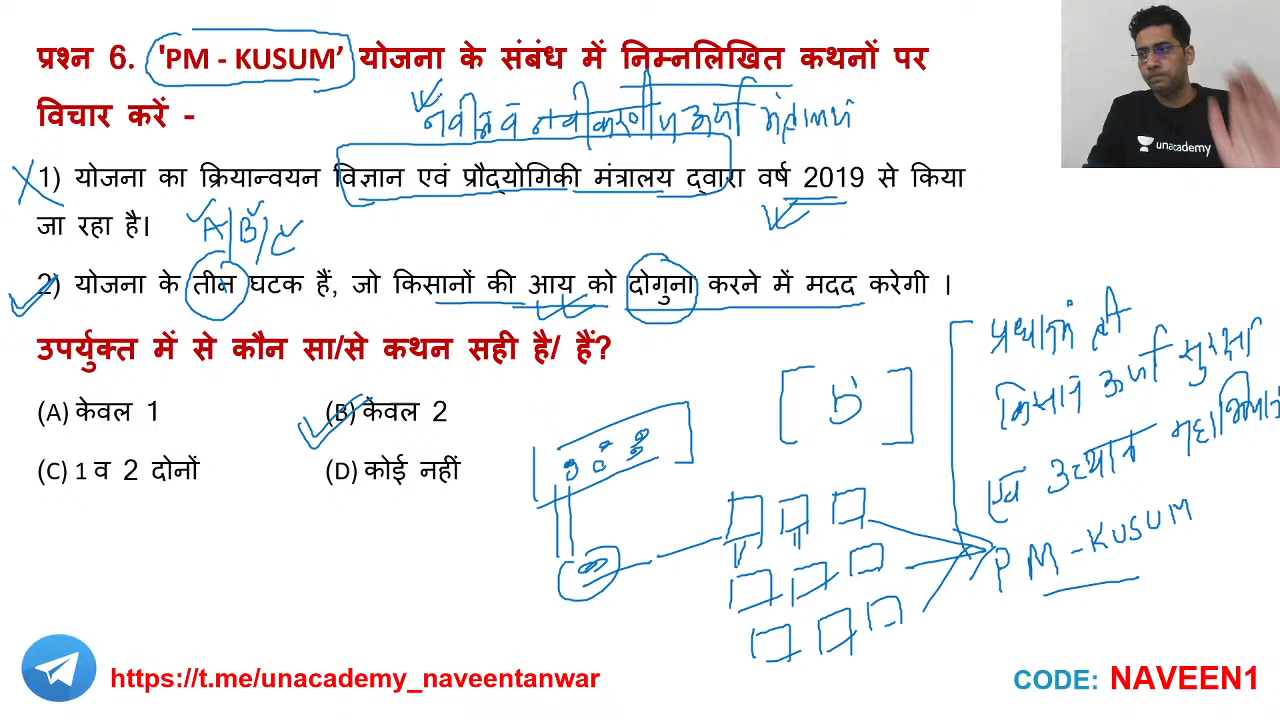 प्रश्न 6. 'PM - KUSUM’ योजना के संबंध में निम्नलिखित कथनों पर
विचार करें -
नवीन व नवीकरणीय ऊर्जा मंत्रालय
1) योजना का क्रियान्वयन विज्ञान एवं प्रौद्योगिकी मंत्रालय द्वारा वर्ष 2019 से किया
जा रहा है।
A/B/C
2) योजना के तीन घटक हैं, जो किसानों की आय को दोगुना करने में मदद करेगी ।
उपर्युक्त में से कौन सा/से कथन सही है/ हैं?
(A) केवल 1
(B) केवल 2
(C) 1 व 2 दोनों
(D) कोई नहीं
प्रधानमंत्री
किसान ऊर्जा सुरक्षा
एवं उत्थान महाभियान
PM - KUSUM
unacademy
https://t.me/unacademy_naveentanwar
CODE: NAVEEN1